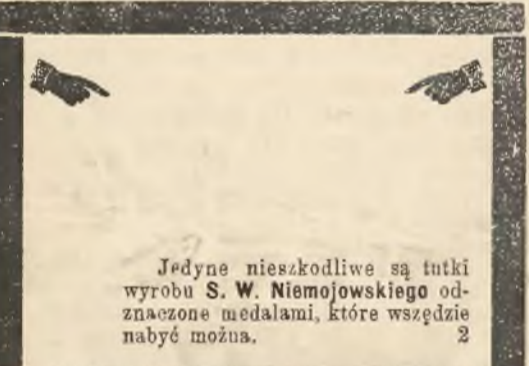 Jedyne nieszkodliwe są tutki
wyrobu S. W. Niemojowskiego od-
znaczone medalami, które wszędzie
nabyć można. 2